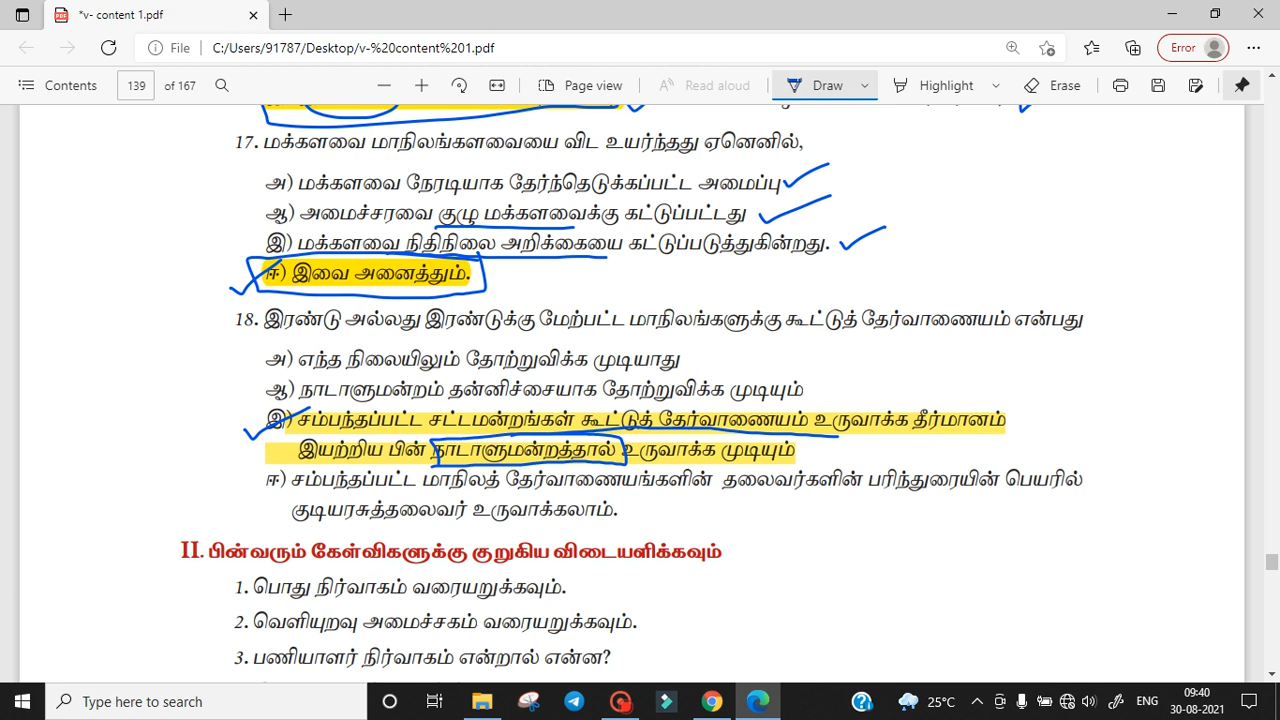 *v- content 1.pdf
File C:/Users/91787/Desktop/v-%20content%201.pdf Error
Contents 139 of 167 Page view Read aloud Draw Highlight Erase
17. மக்களவை மாநிலங்களவையை விட உயர்ந்தது ஏனெனில்,
அ) மக்களவை நேரடியாக தேர்ந்தெடுக்கப்பட்ட அமைப்பு
ஆ) அமைச்சரவை குழு மக்களவைக்கு கட்டுப்பட்டது
இ) மக்களவை நிதிநிலை அறிக்கையை கட்டுப்படுத்துகின்றது.
ஈ) இவை அனைத்தும்.
18. இரண்டு அல்லது இரண்டுக்கு மேற்பட்ட மாநிலங்களுக்கு கூட்டுத் தேர்வாணையம் என்பது
அ) எந்த நிலையிலும் தோற்றுவிக்க முடியாது
ஆ) நாடாளுமன்றம் தன்னிச்சையாக தோற்றுவிக்க முடியும்
இ) சம்பந்தப்பட்ட சட்டமன்றங்கள் கூட்டுத் தேர்வாணையம் உருவாக்க தீர்மானம்
இயற்றிய பின் நாடாளுமன்றத்தால் உருவாக்க முடியும்
ஈ) சம்பந்தப்பட்ட மாநிலத் தேர்வாணையங்களின் தலைவர்களின் பரிந்துரையின் பெயரில்
குடியரசுத்தலைவர் உருவாக்கலாம்.
II. பின்வரும் கேள்விகளுக்கு குறுகிய விடையளிக்கவும்
1. பொது நிர்வாகம் வரையறுக்கவும்.
2. வெளியுறவு அமைச்சகம் வரையறுக்கவும்.
3. பணியாளர் நிர்வாகம் என்றால் என்ன?
Type here to search 25°C ENG 09:40
30-08-2021